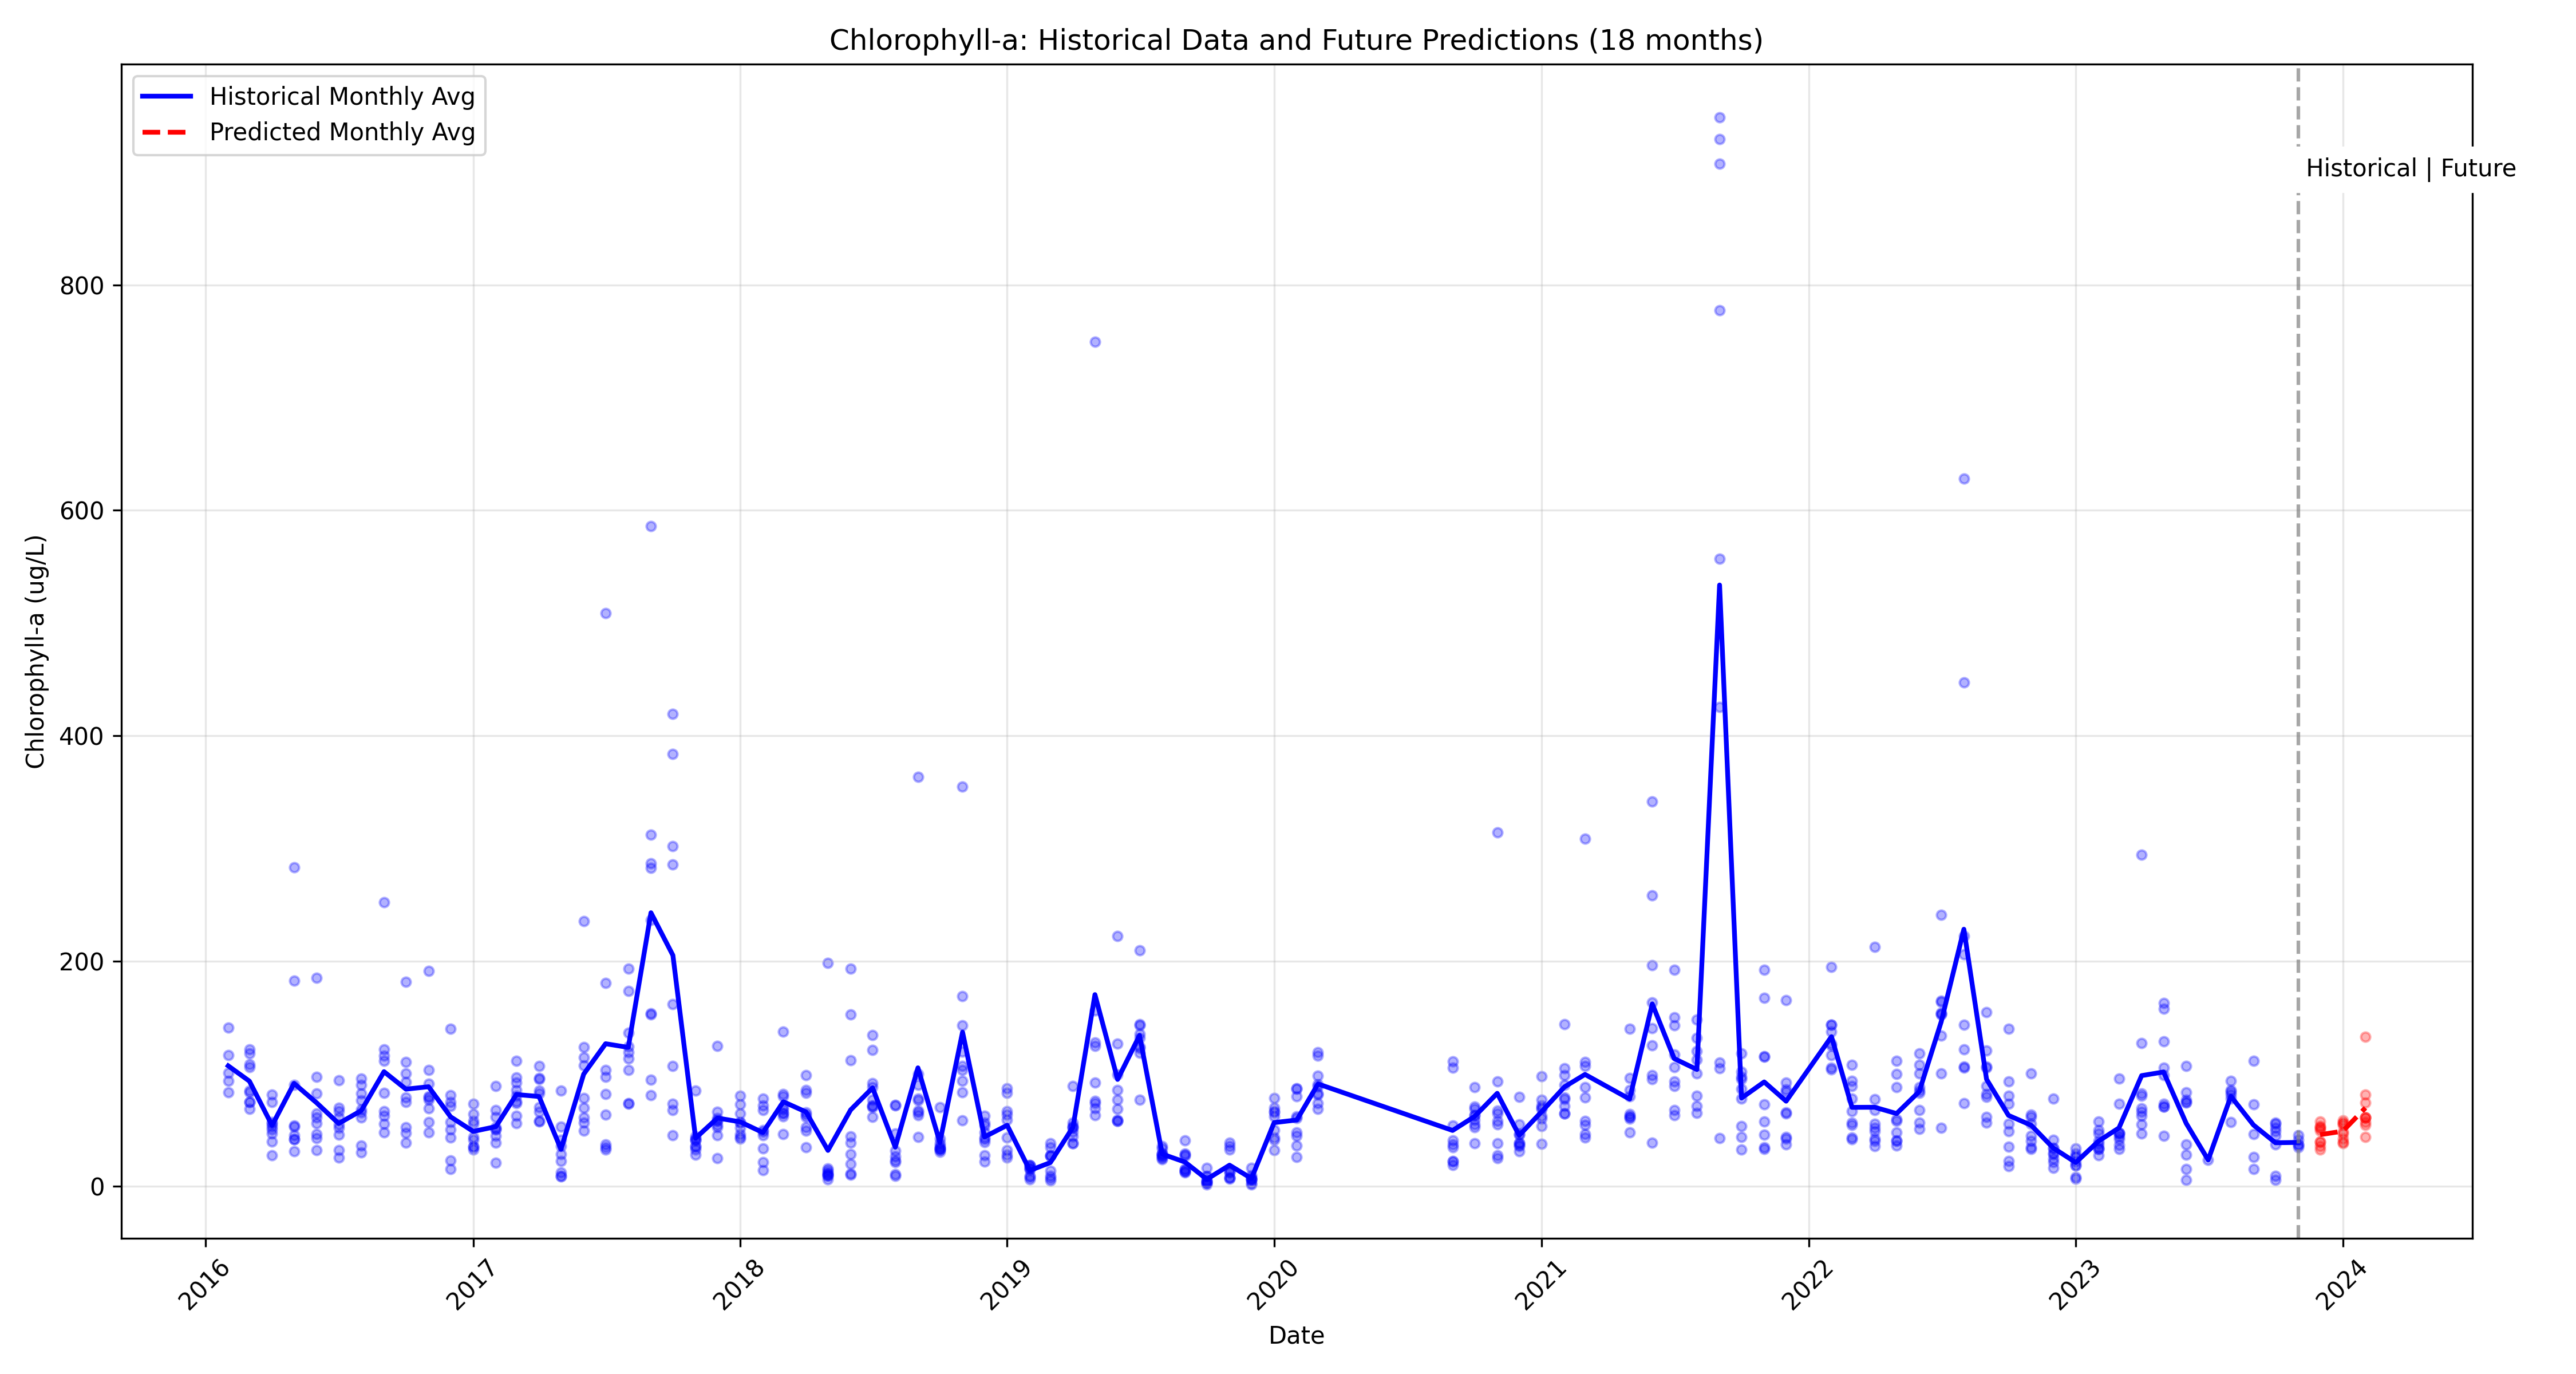 Chlorophyll-a: Historical Data and Future Predictions (18 months)
Historical Monthly Avg
Predicted Monthly Avg
Historical | Future
Chlorophyll-a (ug/L)
800
600
400
200
0
2016
2017
2018
2019
2020
2021
2022
2023
2024
Date